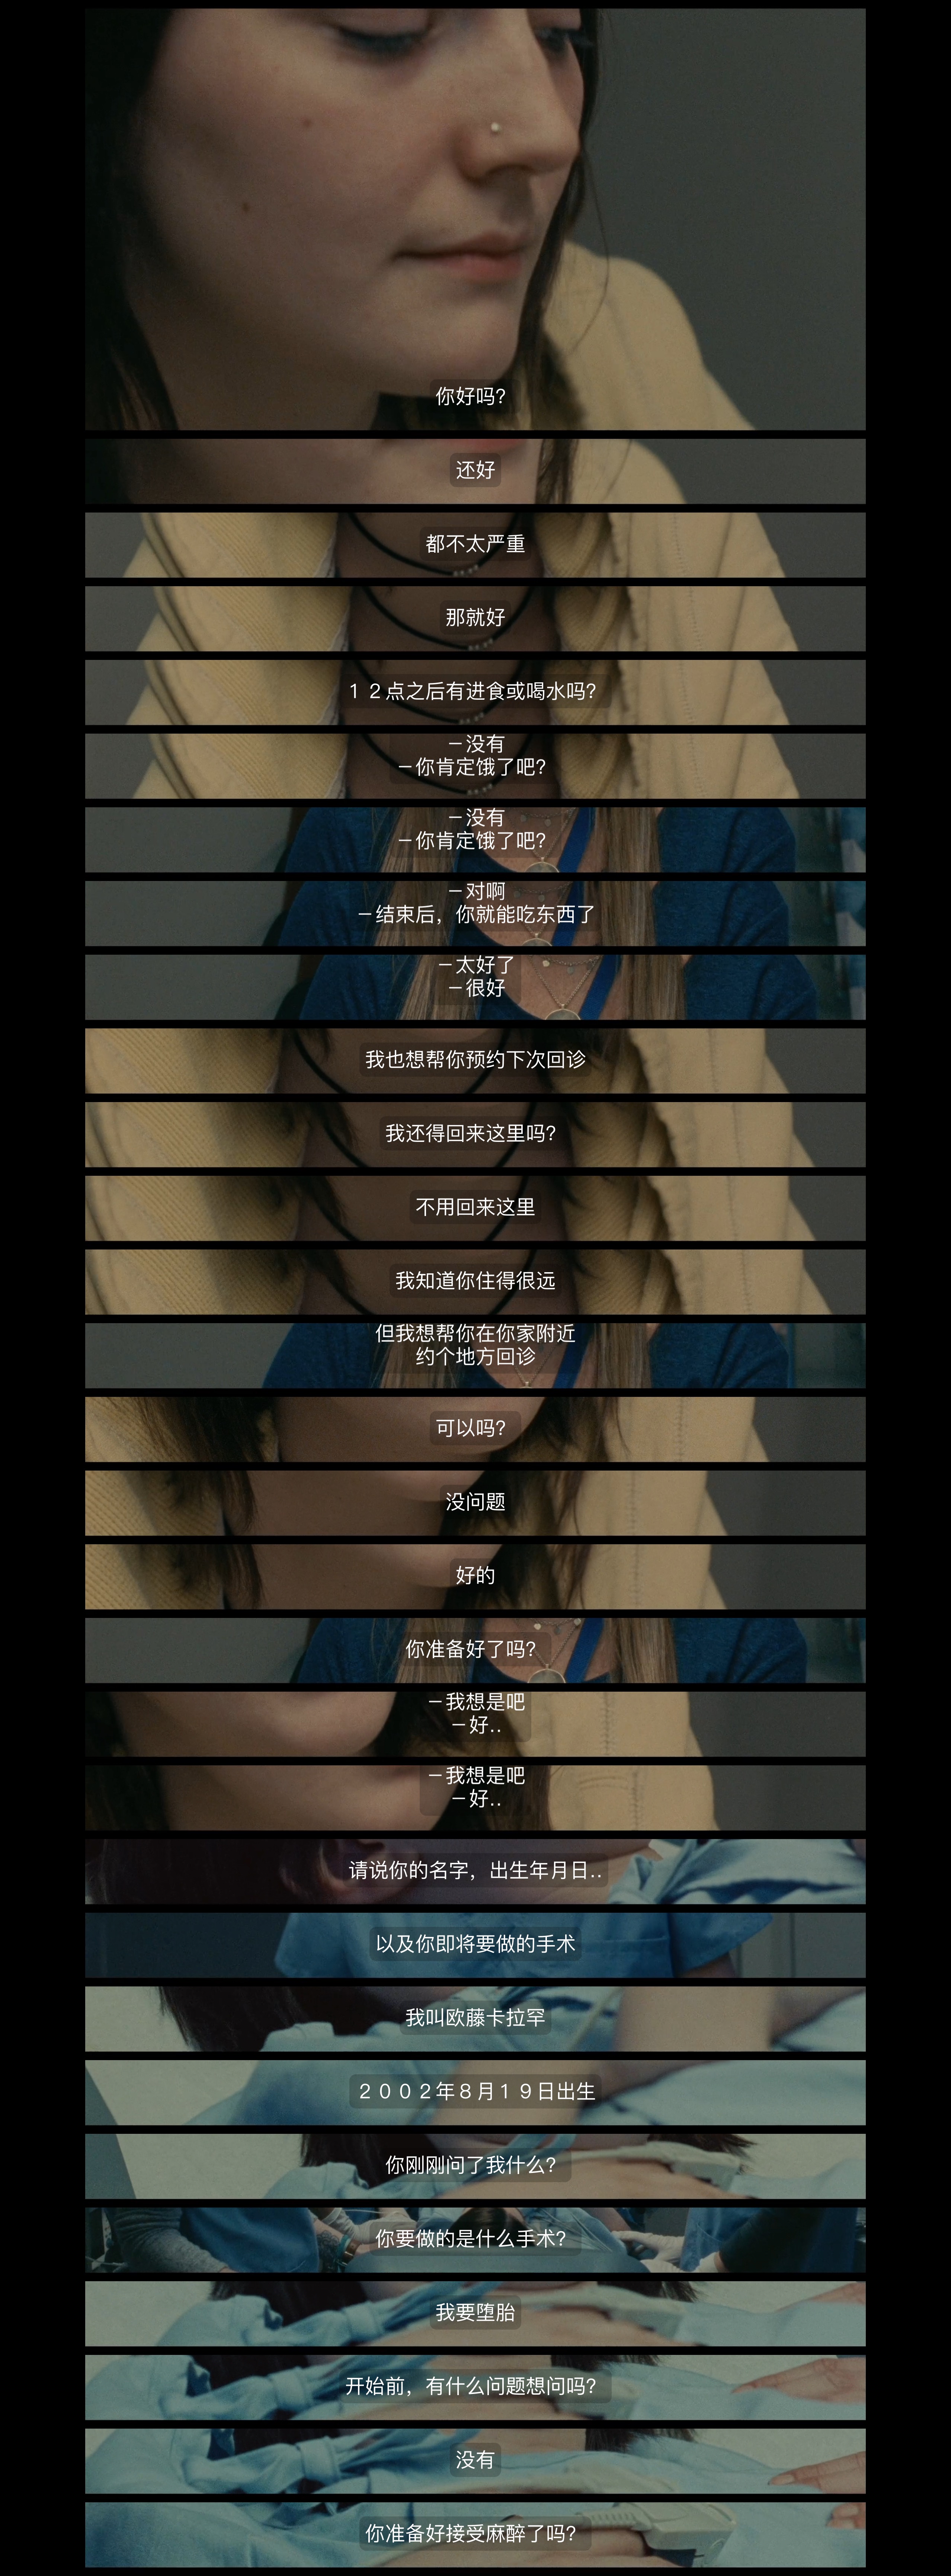 你好吗?
还好
都不太严重
那就好
12点之后有进食或喝水吗?
-没有
-你肯定饿了吧?
-没有
-你肯定饿了吧?
-对啊
-结束后,你就能吃东西了
-太好了
-很好
我也想帮你预约下次回诊
我还得回来这里吗?
不用回来这里
我知道你住得很远
但我想帮你在你家附近
约个地方回诊
可以吗?
没问题
好的
你准备好了吗?
-我想是吧
-好..
-我想是吧
-好..
请说你的名字,出生年月日..
以及你即将要做的手术
我叫欧藤卡拉罕
2002年8月19日出生
你刚刚问了我什么?
你要做的是什么手术?
我要堕胎
开始前,有什么问题想问吗?
没有
你准备好接受麻醉了吗?